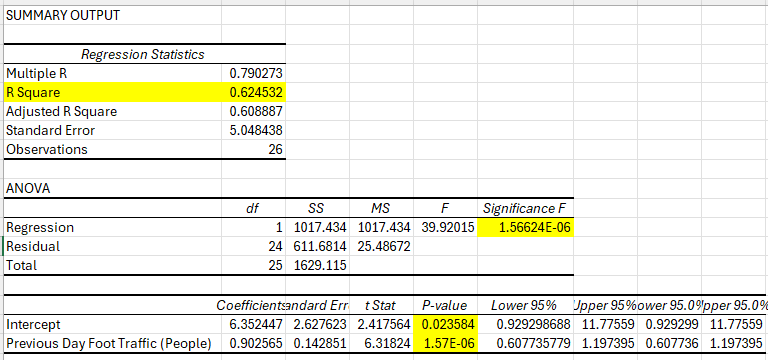 SUMMARY OUTPUT
Regression Statistics
Multiple R 0.790273
R Square 0.624532
Adjusted R Square 0.608887
Standard Error 5.048438
Observations 26
ANOVA
df SS MS F Significance F
Regression 1 1017.434 1017.434 39.92015 1.56624E-06
Residual 24 611.6814 25.48672
Total 25 1629.115
Coefficients andard Err t Stat P-value Lower 95% Upper 95% ower 95.0% pper 95.0%
Intercept 6.352447 2.627623 2.417564 0.023584 0.929298688 11.77559 0.929299 11.77559
Previous Day Foot Traffic (People) 0.902565 0.142851 6.31824 1.57E-06 0.607735779 1.197395 0.607736 1.197395